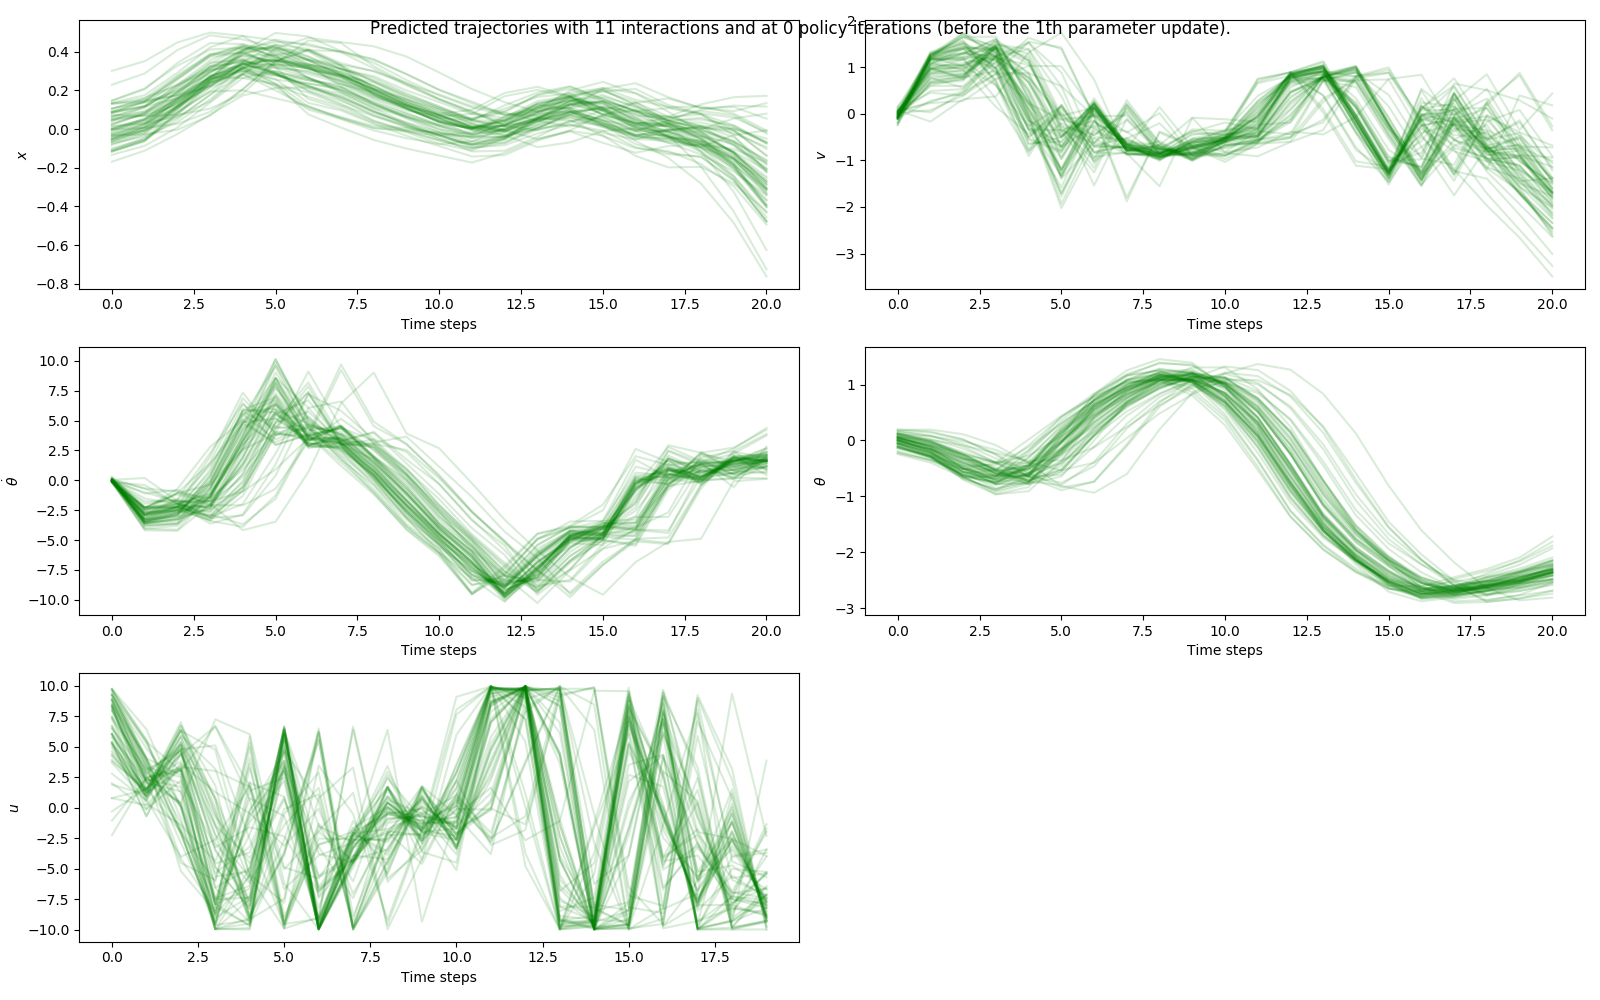 Predicted trajectories with 11 interactions and at 0 policy iterations (before the 1th parameter update).
x
0.4
0.2
0.0
−0.2
−0.4
−0.6
−0.8
0.0 2.5 5.0 7.5 10.0 12.5 15.0 17.5 20.0
Time steps
v
2
1
0
−1
−2
−3
0.0 2.5 5.0 7.5 10.0 12.5 15.0 17.5 20.0
Time steps
θ̇
10.0
7.5
5.0
2.5
0.0
−2.5
−5.0
−7.5
−10.0
0.0 2.5 5.0 7.5 10.0 12.5 15.0 17.5 20.0
Time steps
θ
1
0
−1
−2
−3
0.0 2.5 5.0 7.5 10.0 12.5 15.0 17.5 20.0
Time steps
u
10.0
7.5
5.0
2.5
0.0
−2.5
−5.0
−7.5
−10.0
0.0 2.5 5.0 7.5 10.0 12.5 15.0 17.5
Time steps